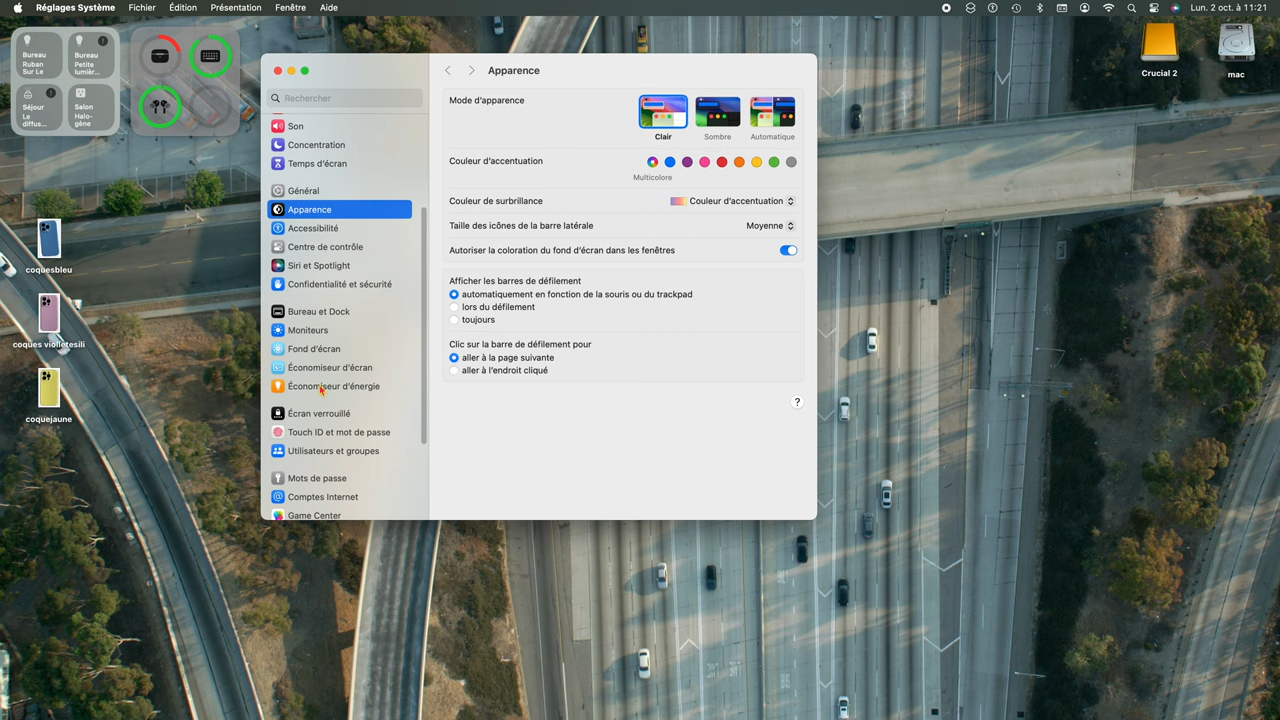 Réglages Système Fichier Édition Présentation Fenêtre Aide
Lun. 2 oct. à 11:21
Bureau
Ruban
Sur Le
Bureau
Petite
lumièr...
Séjour
Le
diffus...
Salon
Halo-
gène
Crucial 2
mac
coquesbleu
coques violetesili
coquejaune
Rechercher
Son
Concentration
Temps d'écran
Général
Apparence
Accessibilité
Centre de contrôle
Siri et Spotlight
Confidentialité et sécurité
Bureau et Dock
Moniteurs
Fond d'écran
Économiseur d'écran
Économiseur d'énergie
Écran verrouillé
Touch ID et mot de passe
Utilisateurs et groupes
Mots de passe
Comptes Internet
Game Center
Apparence
Mode d'apparence
Clair
Sombre
Automatique
Couleur d'accentuation
Multicolore
Couleur de surbrillance
Couleur d'accentuation
Taille des icônes de la barre latérale
Moyenne
Autoriser la coloration du fond d'écran dans les fenêtres
Afficher les barres de défilement
automatiquement en fonction de la souris ou du trackpad
lors du défilement
toujours
Clic sur la barre de défilement pour
aller à la page suivante
aller à l'endroit cliqué
?